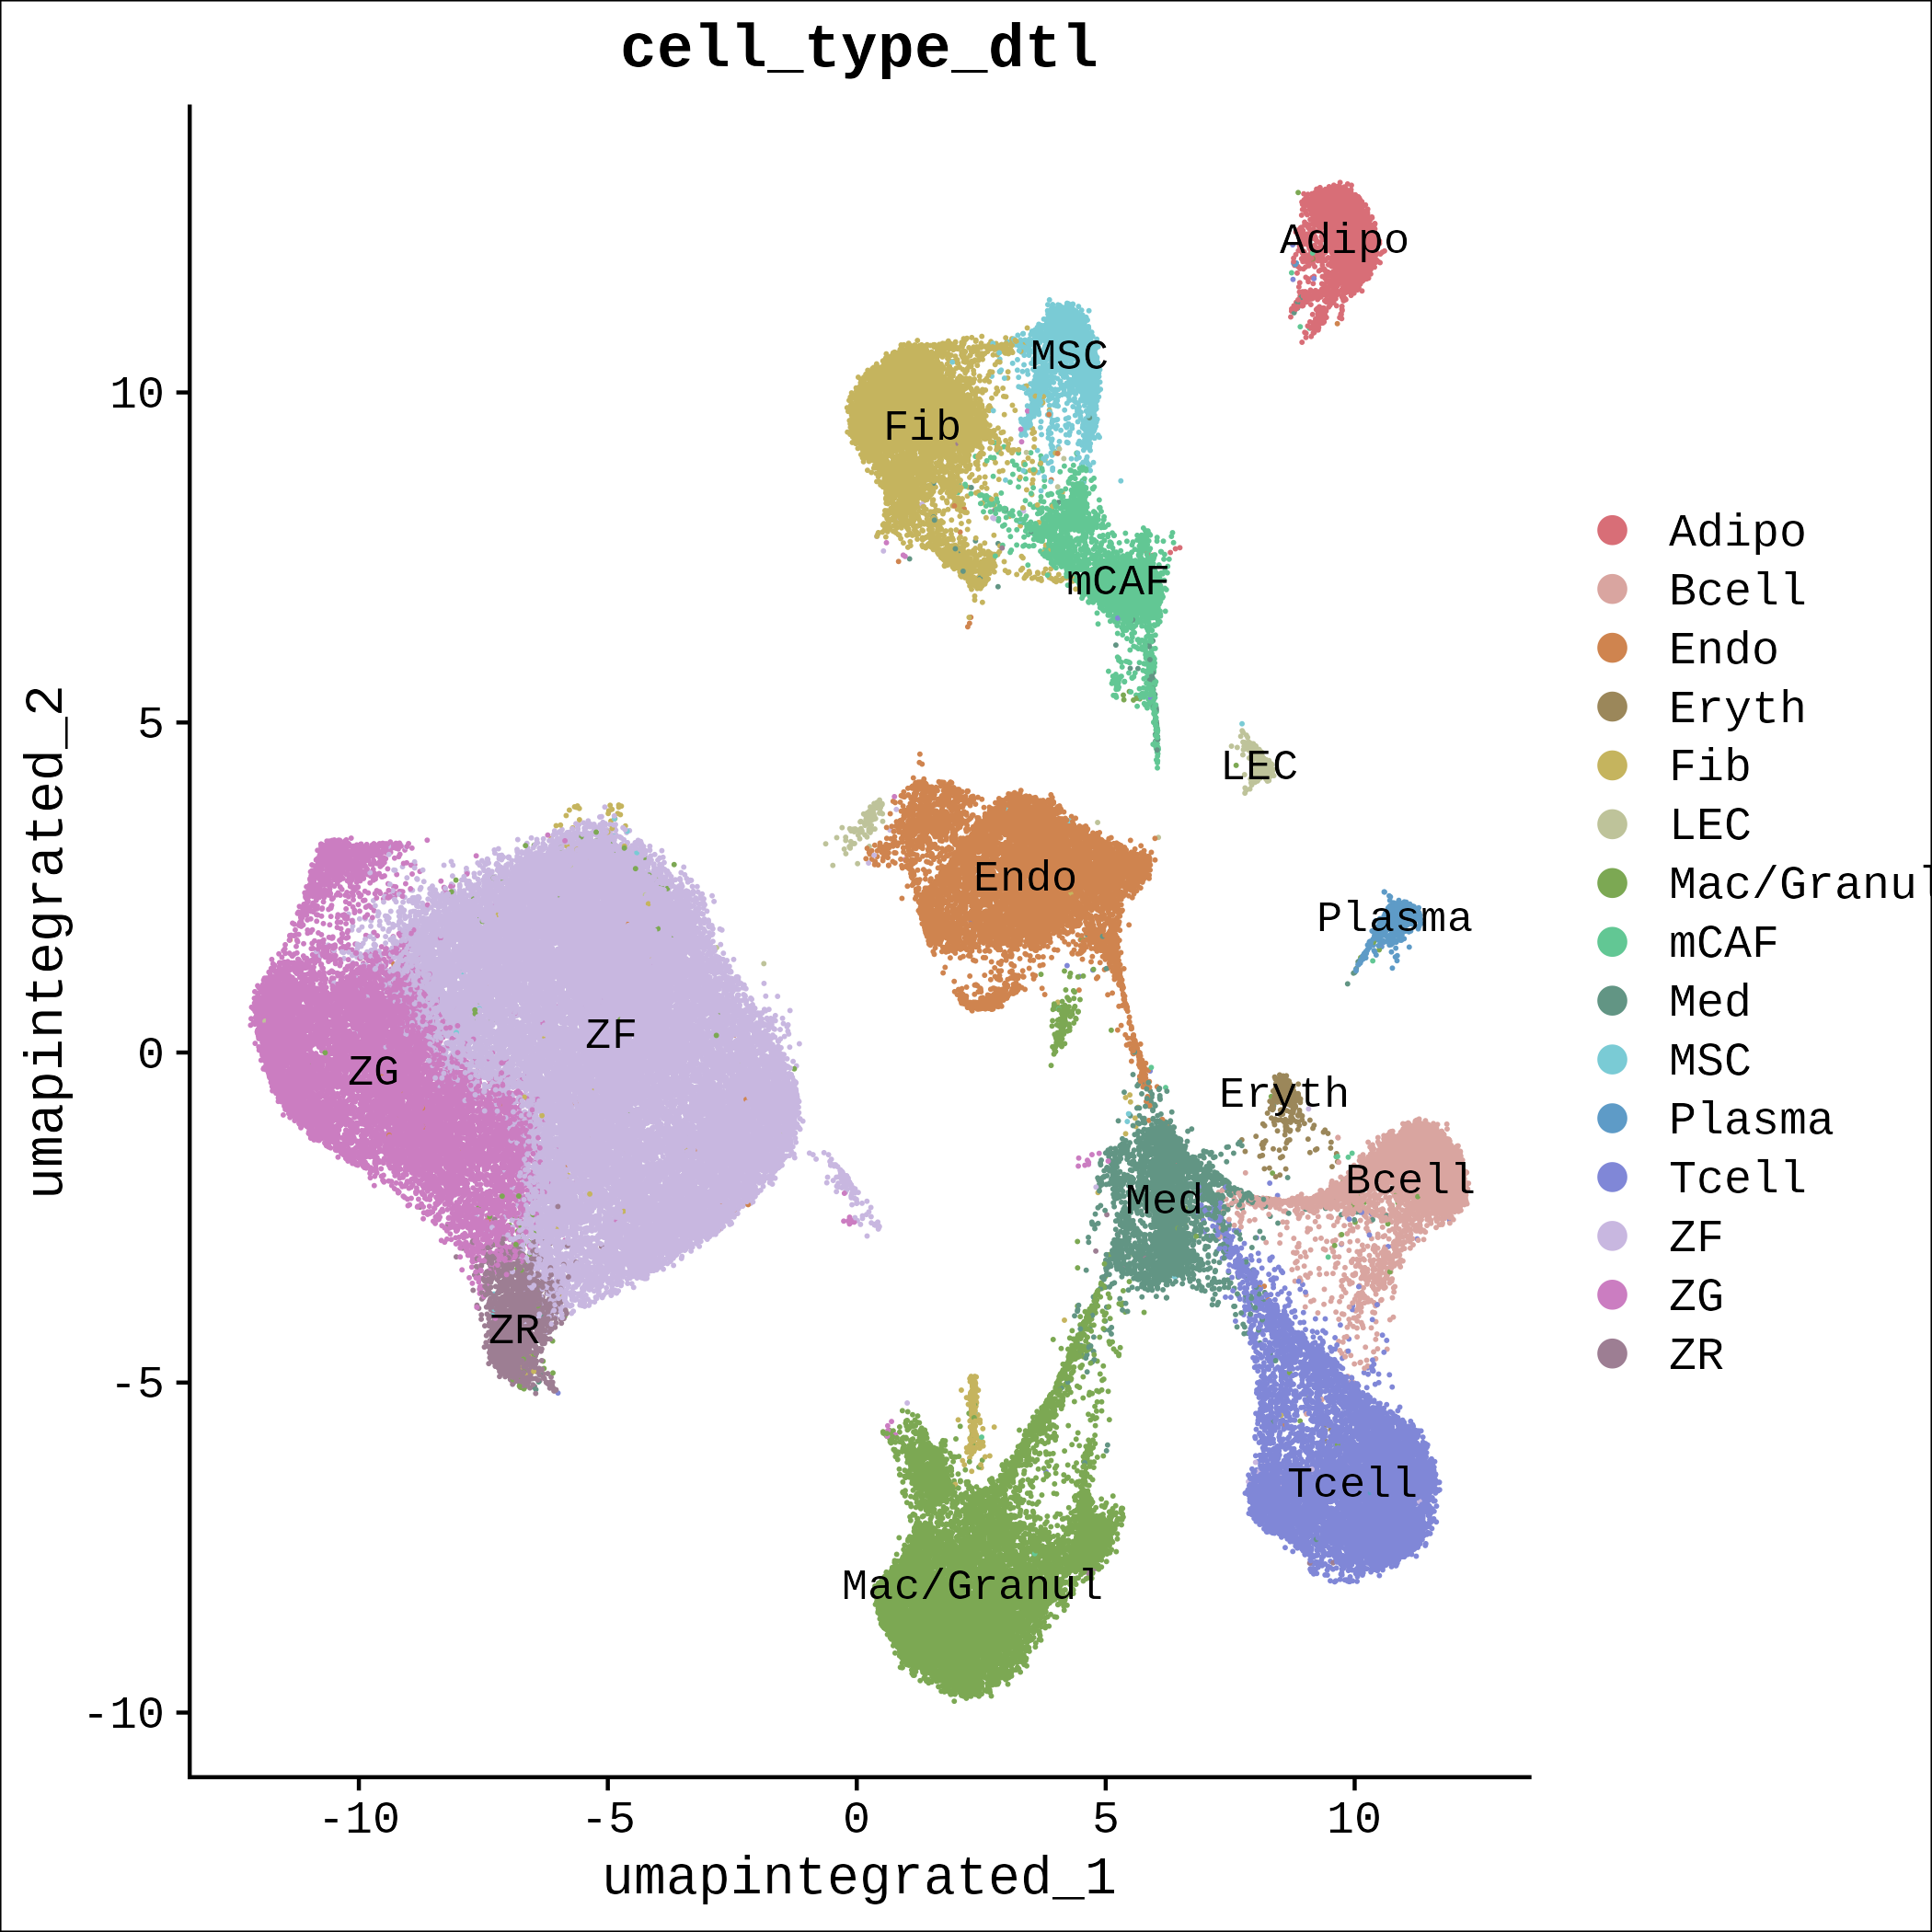 cell_type_dtl
Adipo
MSC
Fib
mCAF
LEC
Endo
Plasma
ZF
ZG
Eryth
Bcell
Med
ZR
Tcell
Mac/Granul
10
5
0
-5
-10
-10
-5
0
5
10
umapintegrated_1
umapintegrated_2
Adipo
Bcell
Endo
Eryth
Fib
LEC
Mac/Granul
mCAF
Med
MSC
Plasma
Tcell
ZF
ZG
ZR